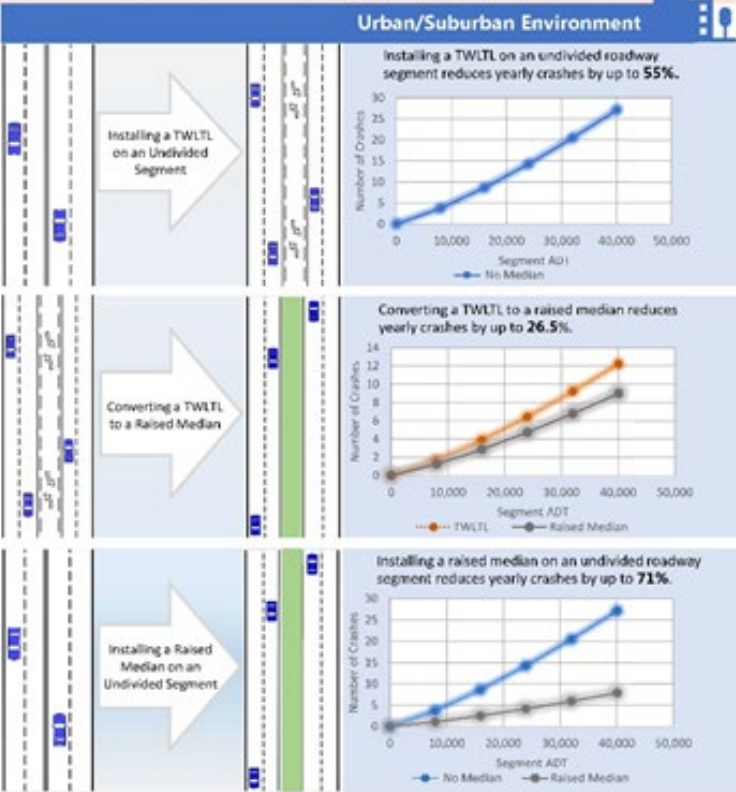 Urban/Suburban Environment
Installing a TWLTL
on an Undivided
Segment
Installing a TWLTL on an undivided roadway
segment reduces yearly crashes by up to 55%.
Number of Crashes
30
25
20
15
10
5
0
0 10,000 20,000 30,000 40,000 50,000
Segment ADT
No Median
Converting a TWLTL
to a Raised Median
Converting a TWLTL to a raised median reduces
yearly crashes by up to 26.5%.
Number of Crashes
14
12
10
8
6
4
2
0
0 10,000 20,000 30,000 40,000 50,000
Segment ADT
TWLTL Raised Median
Installing a Raised
Median on an
Undivided Segment
Installing a raised median on an undivided roadway
segment reduces yearly crashes by up to 71%.
Number of Crashes
30
25
20
15
10
5
0
0 10,000 20,000 30,000 40,000 50,000
Segment ADT
No Median Raised Median